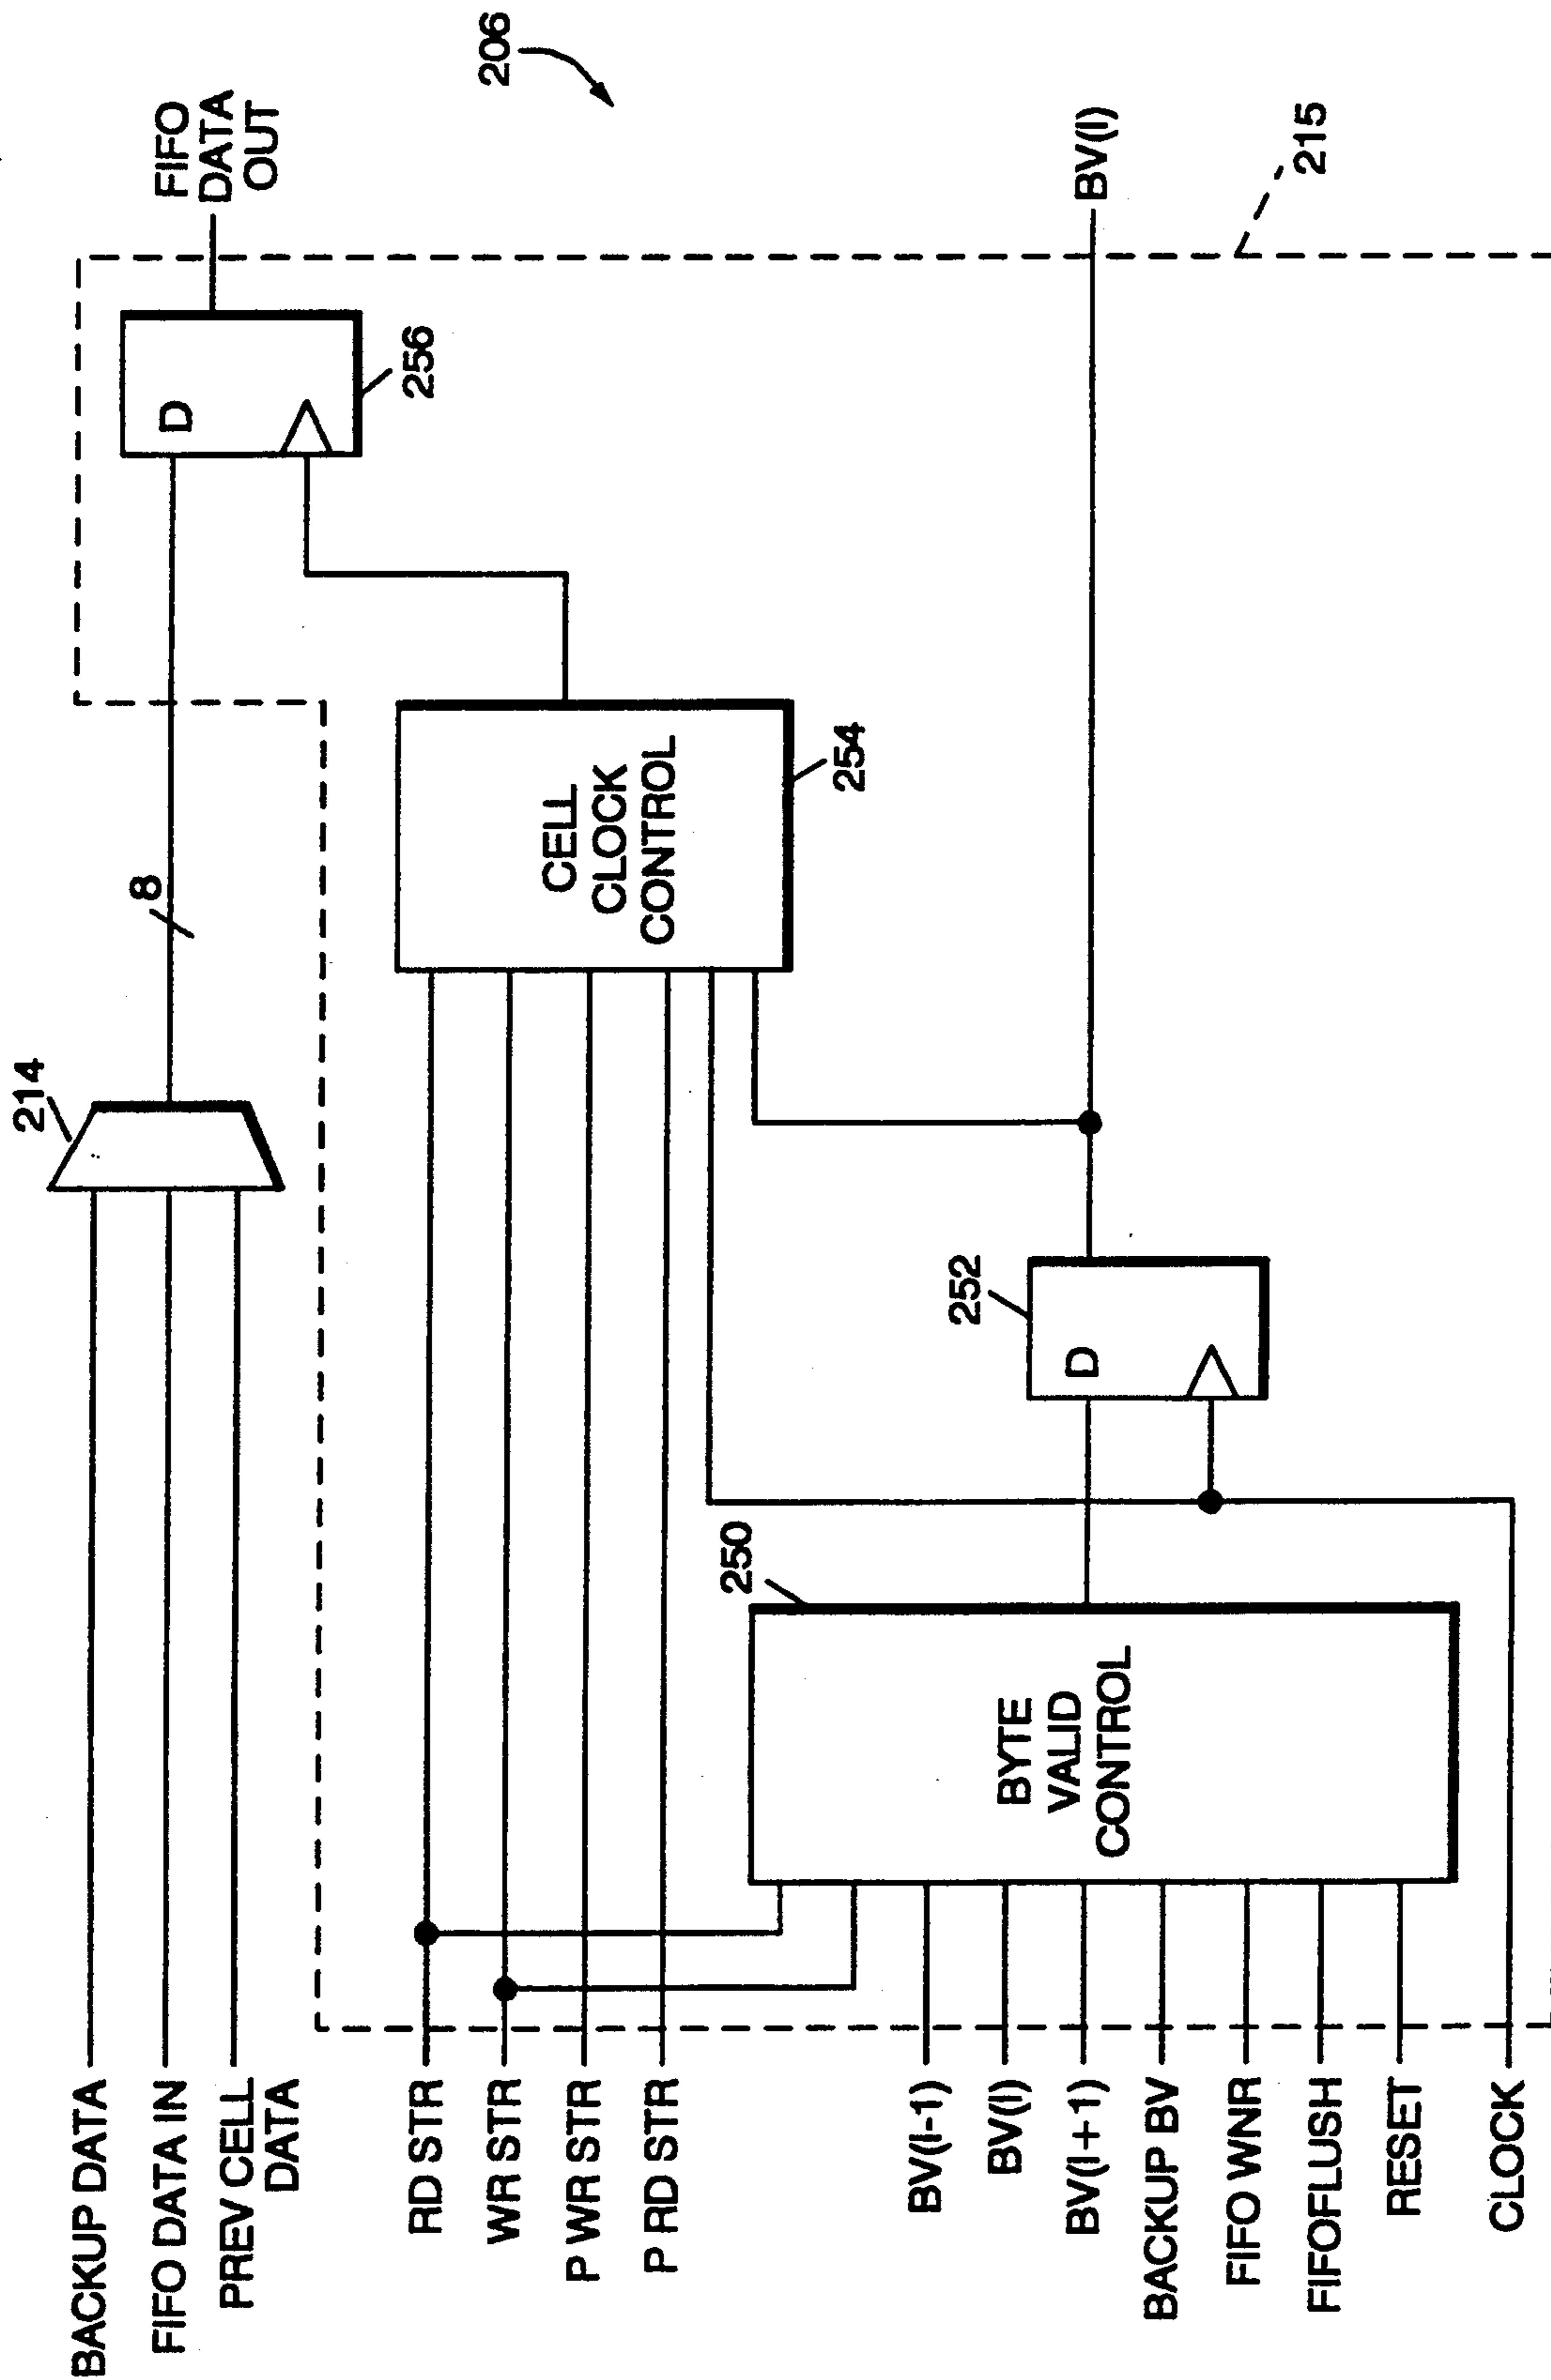 BACKUP DATA
FIFO DATA IN
PREV CELL
DATA
214
8
D
256
FIFO
DATA
OUT
206
RD STR
WR STR
P WR STR
P RD STR
CELL
CLOCK
CONTROL
254
BV(I-1)
BV(I)
BV(I+1)
BACKUP BV
FIFO WNR
FIFOFLUSH
RESET
CLOCK
250
BYTE
VALID
CONTROL
252
D
BV(I)
215